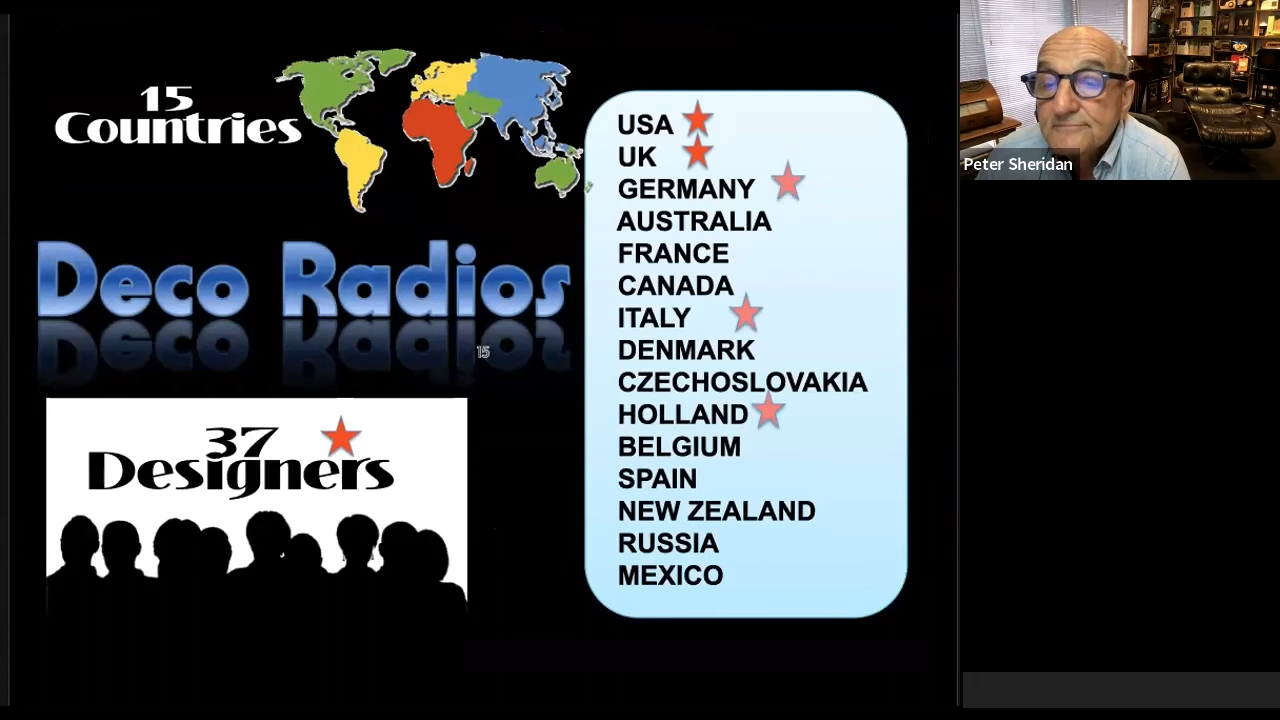 15
Countries
Deco Radios
15
37
Designers
USA
UK
GERMANY
AUSTRALIA
FRANCE
CANADA
ITALY
DENMARK
CZECHOSLOVAKIA
HOLLAND
BELGIUM
SPAIN
NEW ZEALAND
RUSSIA
MEXICO
Peter Sheridan